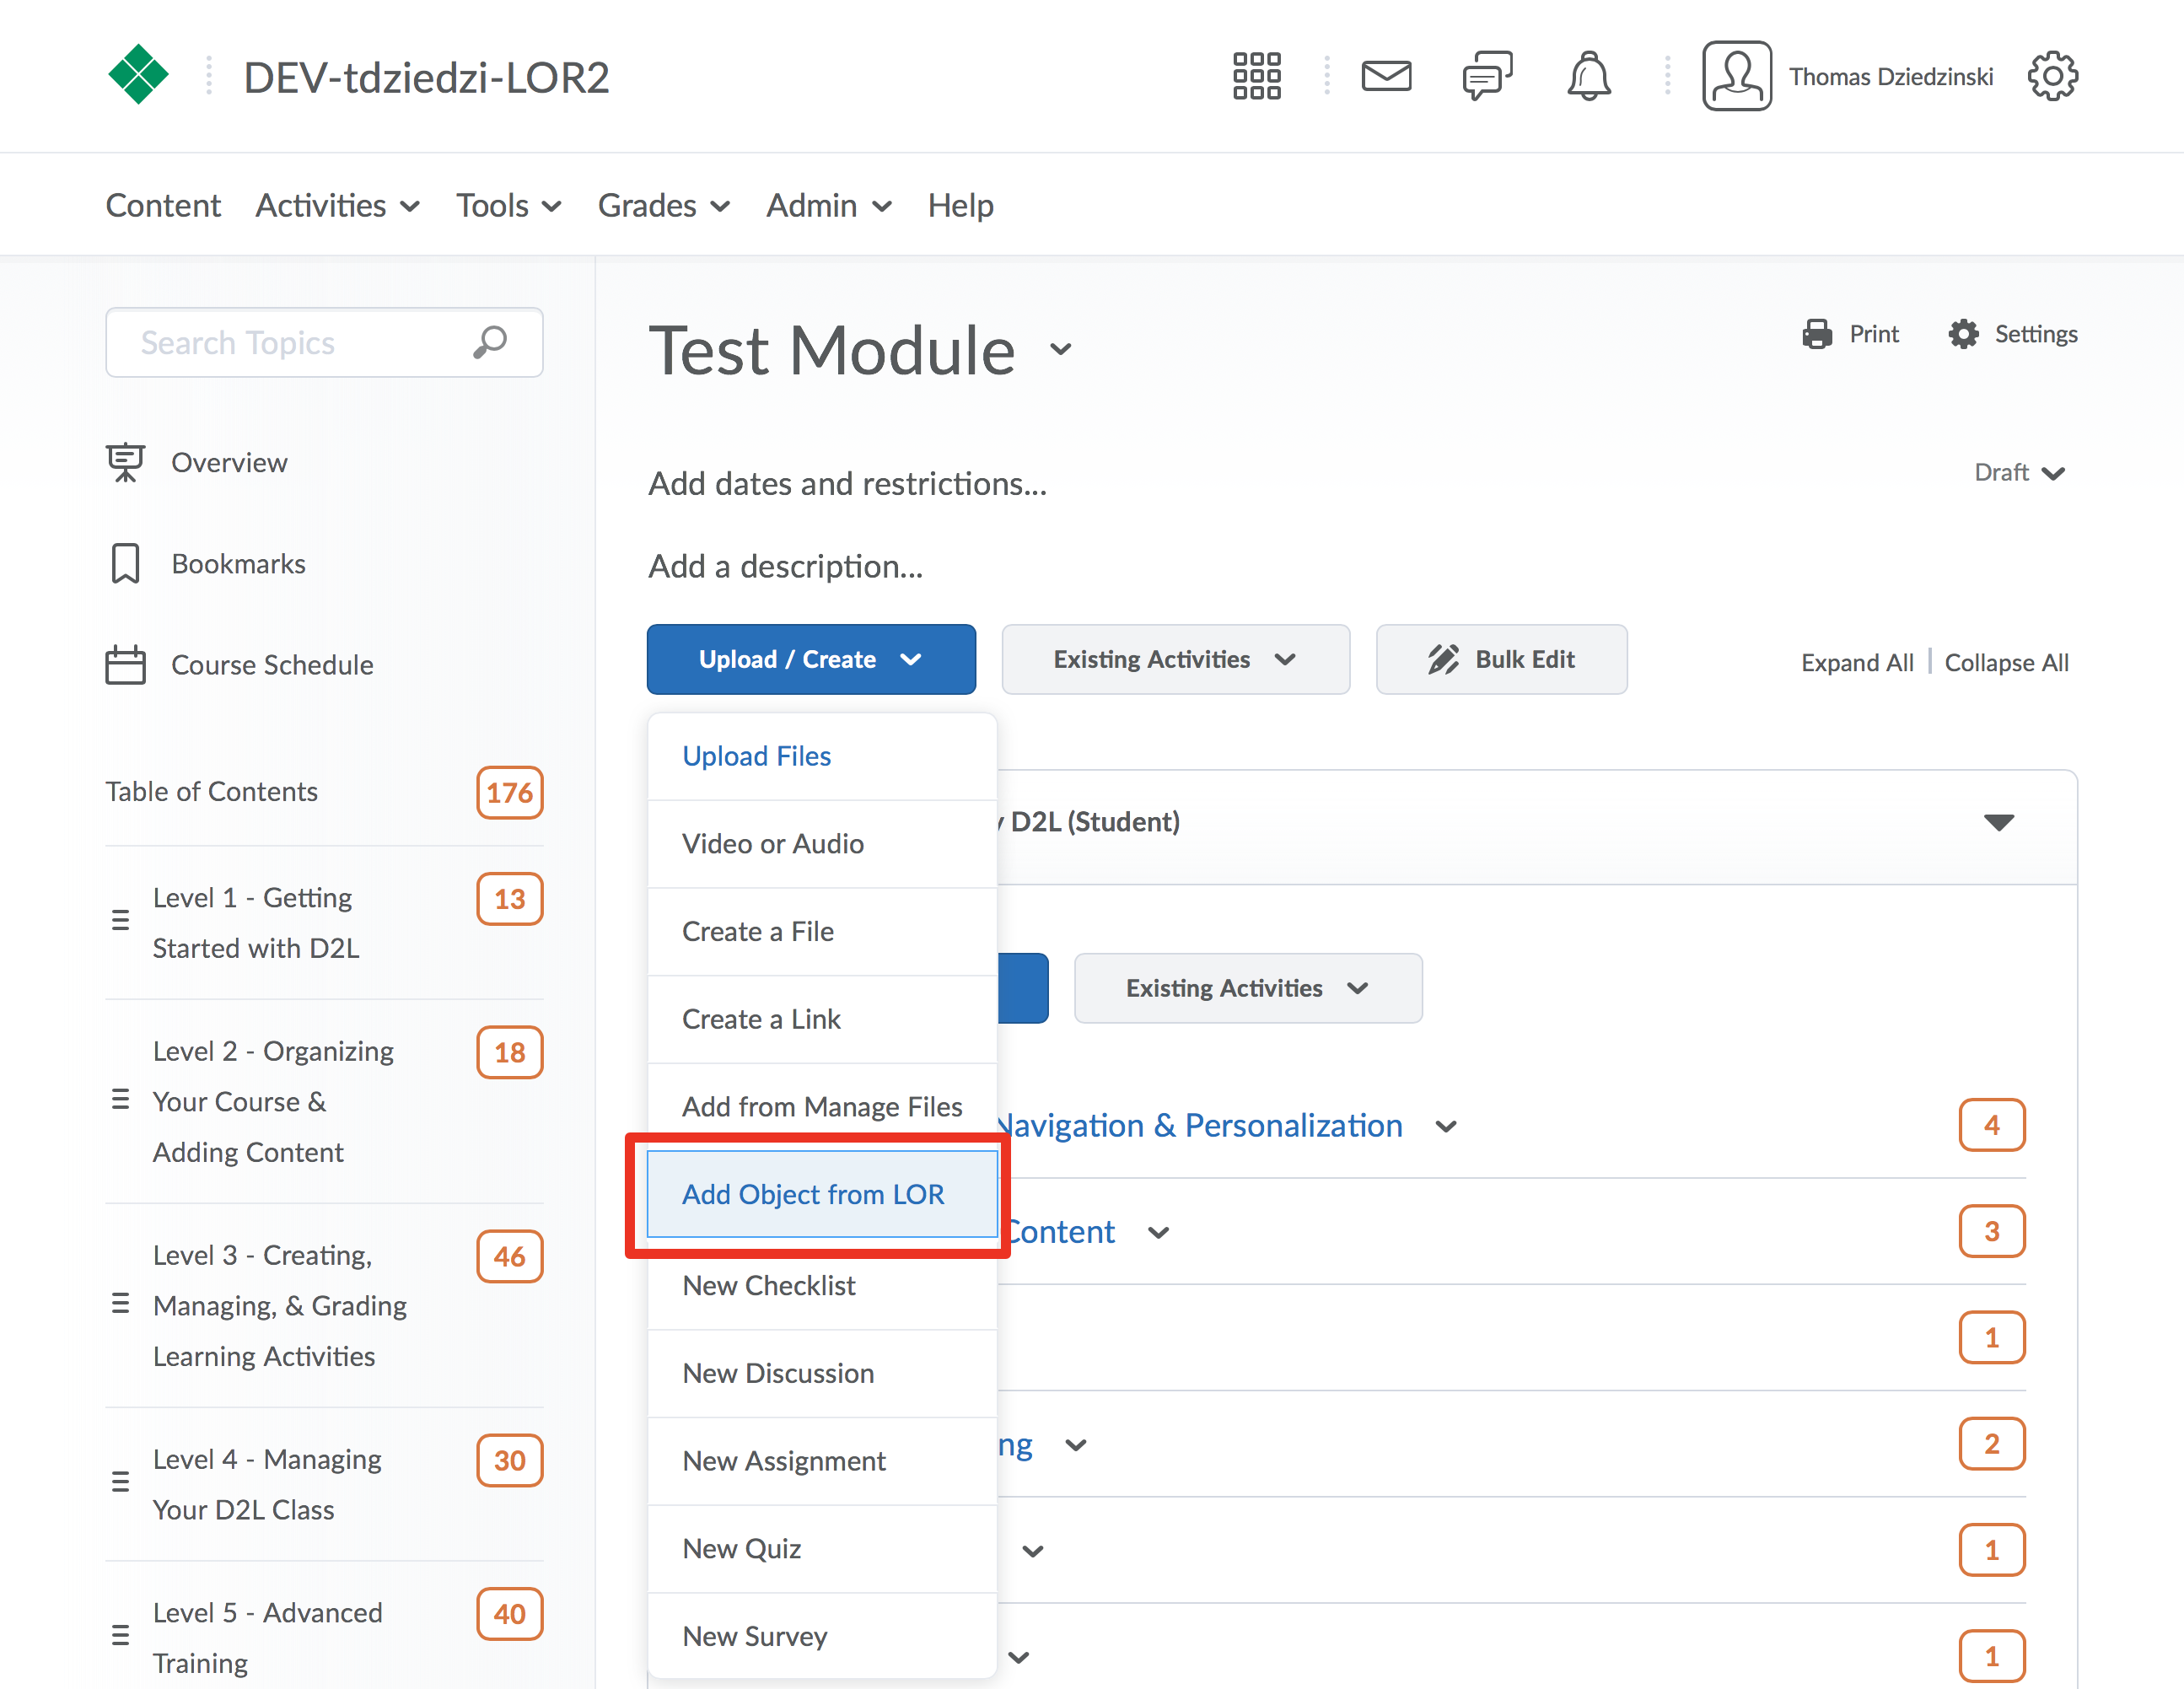 DEV-tdziedzi-LOR2
Thomas Dziedzinski
Content Activities Tools Grades Admin Help
Search Topics
Overview
Bookmarks
Course Schedule
Table of Contents 176
Level 1 - Getting 13
Started with D2L
Level 2 - Organizing 18
Your Course &
Adding Content
Level 3 - Creating, 46
Managing, & Grading
Learning Activities
Level 4 - Managing 30
Your D2L Class
Level 5 - Advanced 40
Training
Test Module
Print Settings
Add dates and restrictions...
Draft
Add a description...
Upload / Create Existing Activities Bulk Edit
Expand All Collapse All
Upload Files
Video or Audio
Create a File
Create a Link
Add from Manage Files
Add Object from LOR
New Checklist
New Discussion
New Assignment
New Quiz
New Survey
D2L (Student)
Existing Activities
Navigation & Personalization 4
Content 3
1
ng 2
1
1